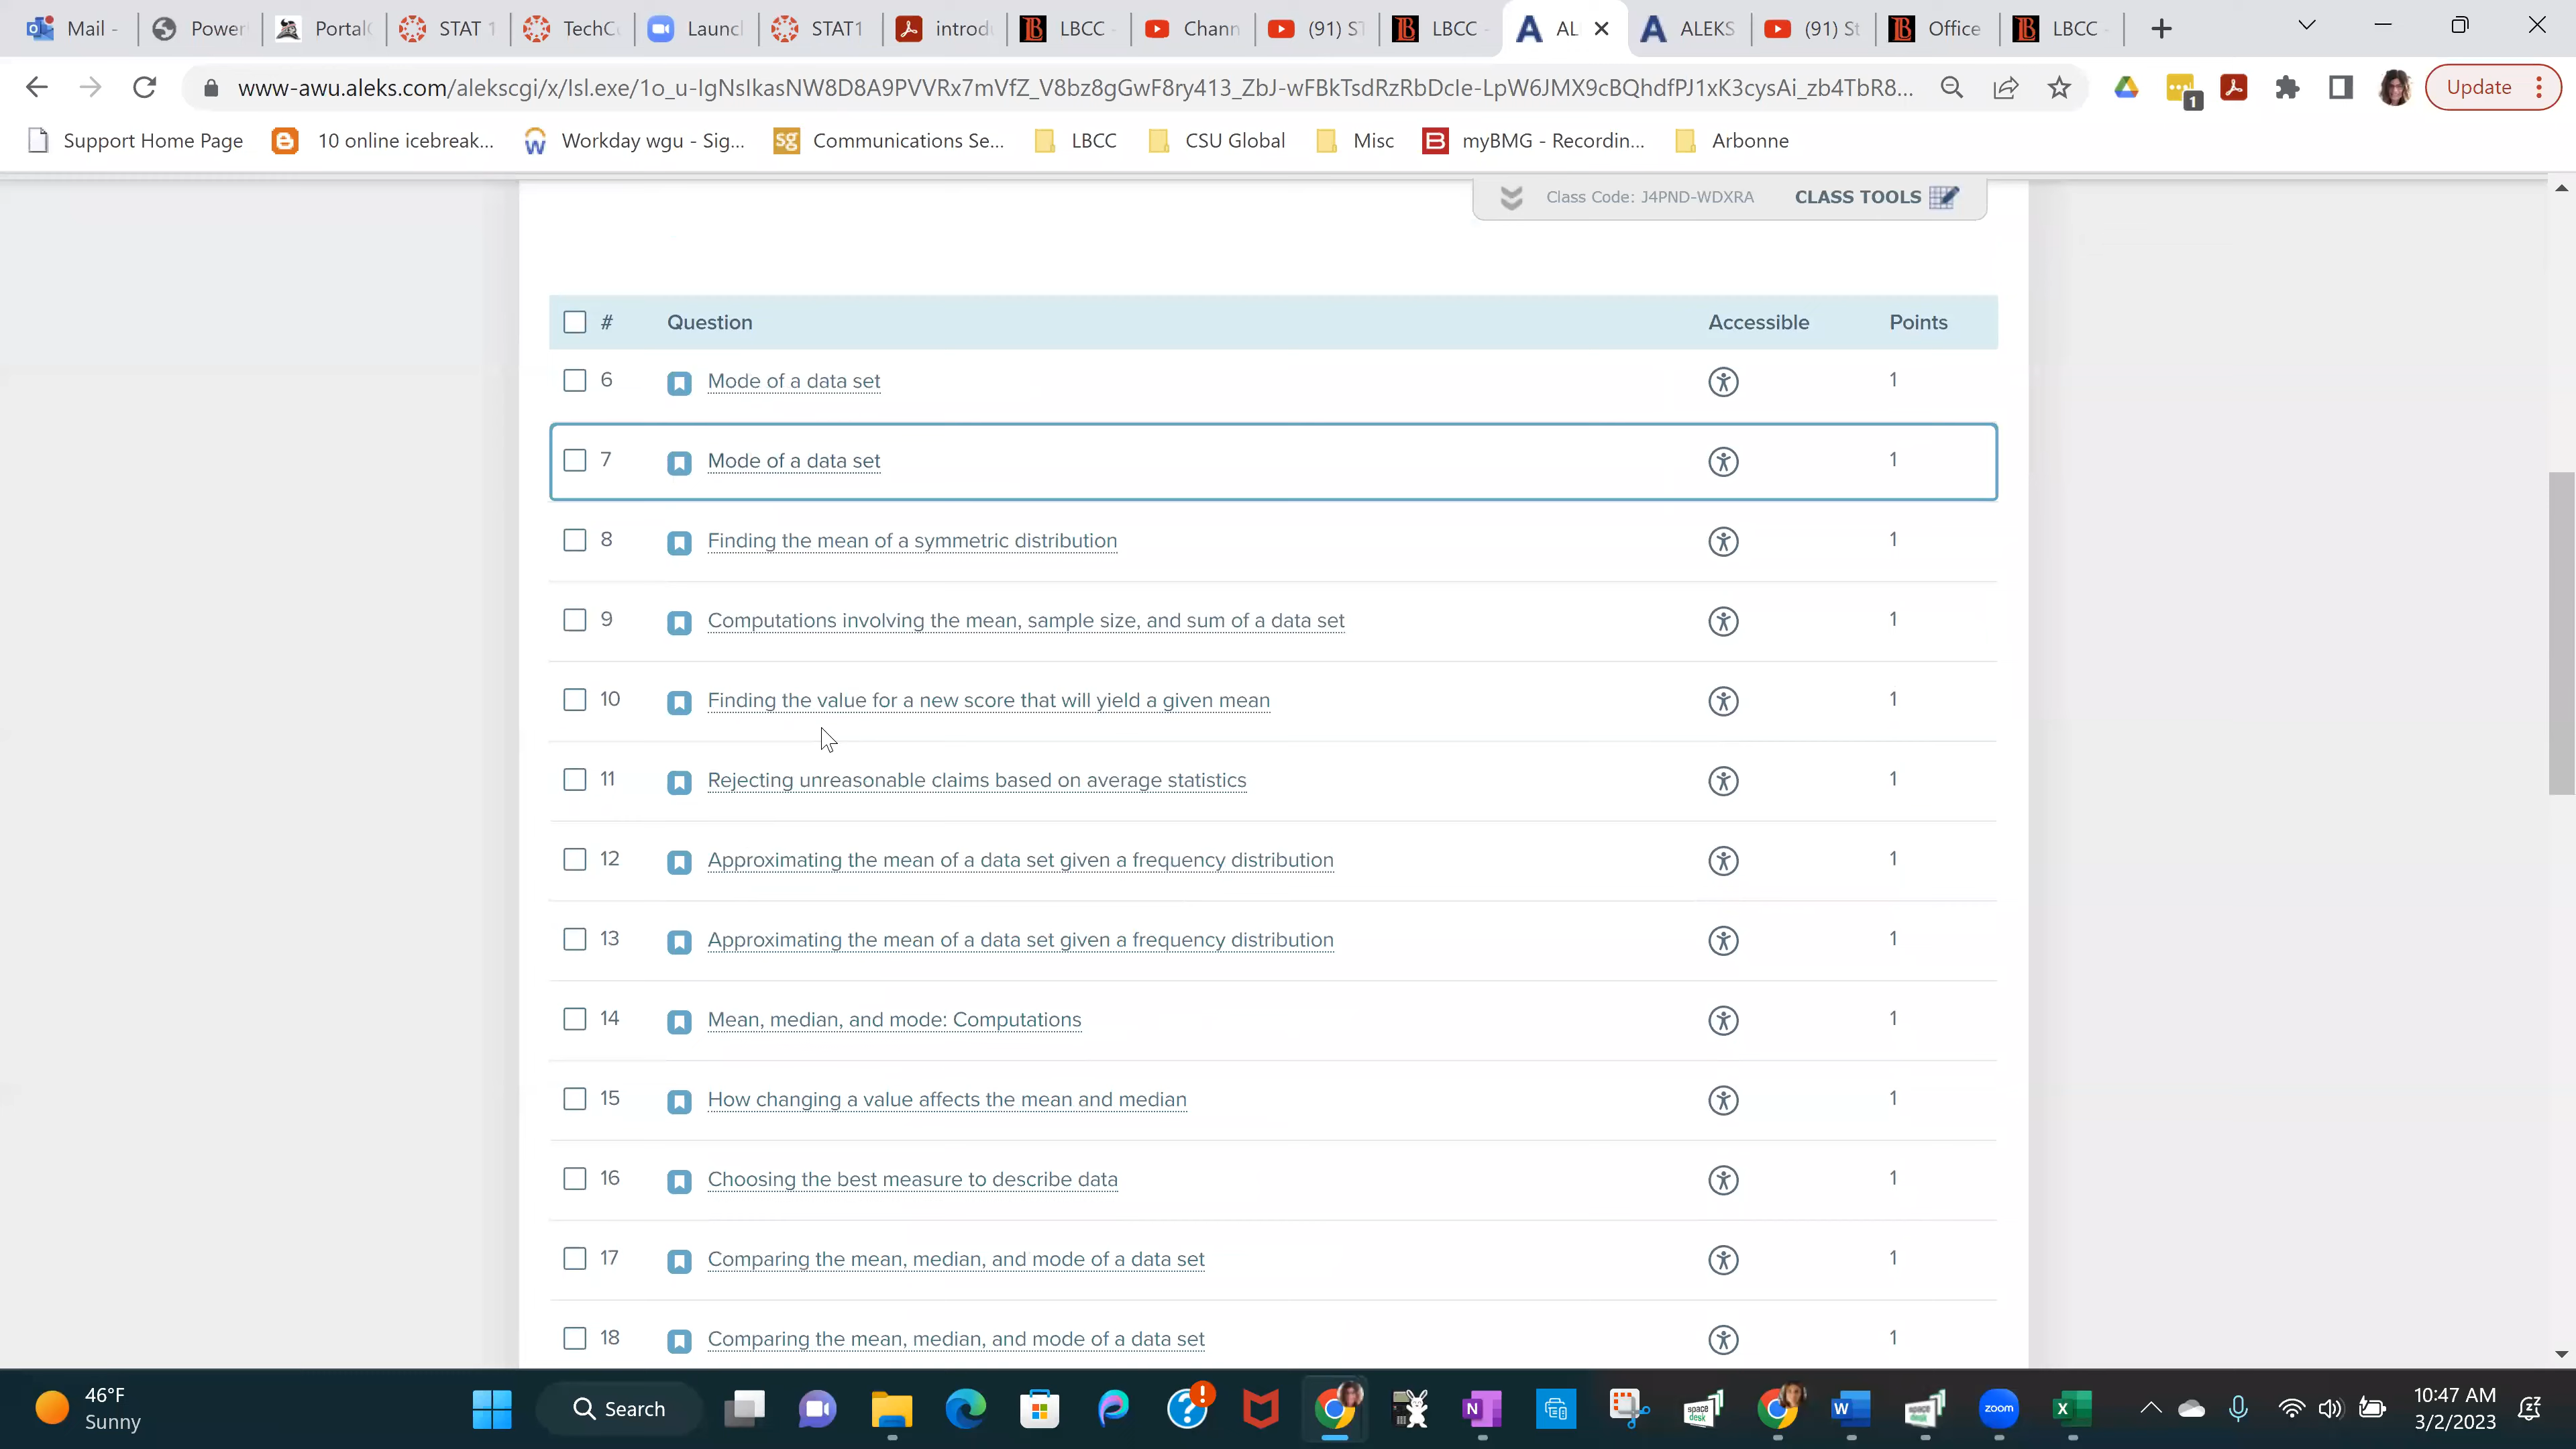 Mail -
Power
Portal
STAT 1
TechC
Launc
STAT1
introd
LBCC -
Chann
(91) ST
LBCC -
AL
ALEKS
(91) St
Office
LBCC -
www-awu.aleks.com/alekscgi/x/Isl.exe/1o_u-IgNsIkasNW8D8A9PVVRx7mVfZ_V8bz8gGwF8ry413_ZbJ-wFBkTsdRzRbDcIe-LpW6JMX9cBQhdfPJ1xK3cysAi_zb4TbR8...
1
Update
Support Home Page
10 online icebreak...
Workday wgu - Sig...
sg
Communications Se...
LBCC
CSU Global
Misc
myBMG - Recordin...
Arbonne
Class Code: J4PND-WDXRA
CLASS TOOLS
# Question Accessible Points
6 Mode of a data set 1
7 Mode of a data set 1
8 Finding the mean of a symmetric distribution 1
9 Computations involving the mean, sample size, and sum of a data set 1
10 Finding the value for a new score that will yield a given mean 1
11 Rejecting unreasonable claims based on average statistics 1
12 Approximating the mean of a data set given a frequency distribution 1
13 Approximating the mean of a data set given a frequency distribution 1
14 Mean, median, and mode: Computations 1
15 How changing a value affects the mean and median 1
16 Choosing the best measure to describe data 1
17 Comparing the mean, median, and mode of a data set 1
18 Comparing the mean, median, and mode of a data set 1
46°F
Sunny
Search
space
desk
space
desk
zoom
10:47 AM
3/2/2023